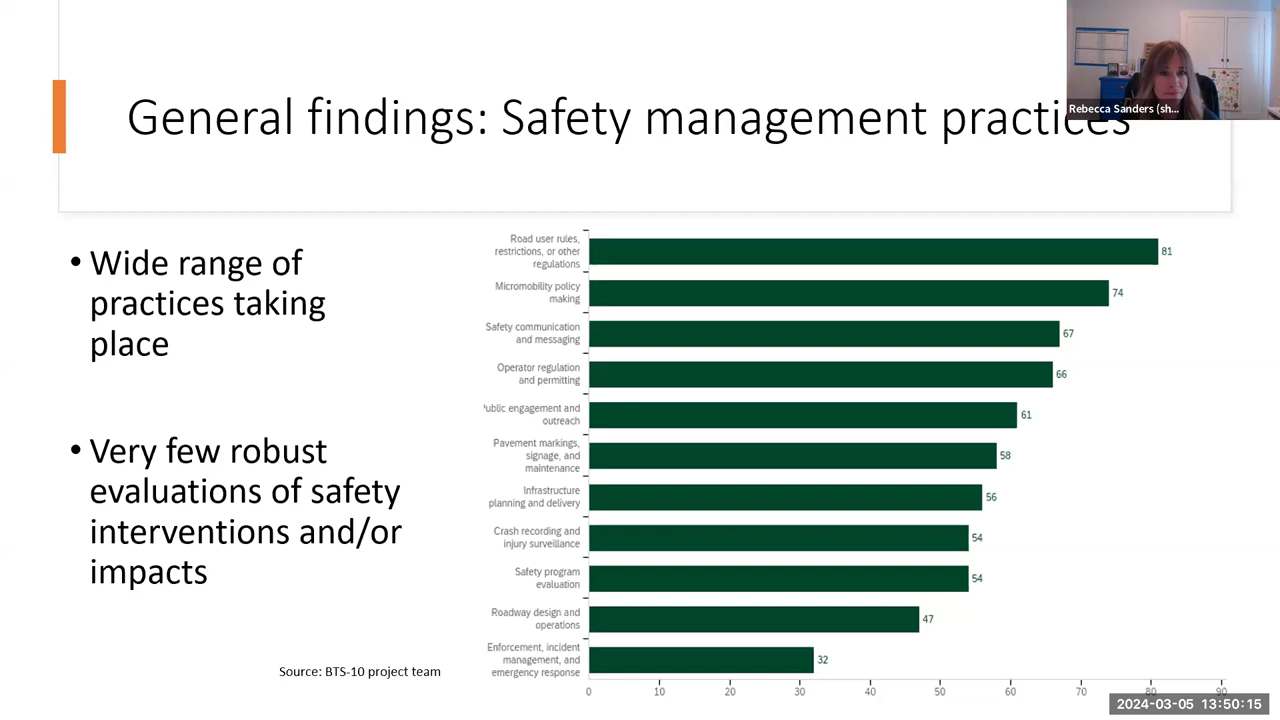 General findings: Safety management practices
Rebecca Sanders (sh...
• Wide range of
practices taking
place
• Very few robust
evaluations of safety
interventions and/or
impacts
Source: BTS-10 project team
Road user rules,
restrictions, or other
regulations
81
Micromobility policy
making
74
Safety communication
and messaging
67
Operator regulation
and permitting
66
ublic engagement and
outreach
61
Pavement markings,
signage, and
maintenance
58
Infrastructure
planning and delivery
56
Crash recording and
injury surveillance
54
Safety program
evaluation
54
Roadway design and
operations
47
Enforcement, incident
management, and
emergency response
32
0 10 20 30 40 50 60 70 80 90
2024-03-05 13:50:15